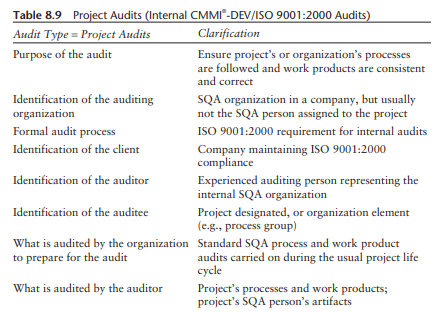 Table 8.9 Project Audits (Internal CMMI®-DEV/ISO 9001:2000 Audits)
Audit Type = Project Audits Clarification
Purpose of the audit Ensure project's or organization's processes
are followed and work products are consistent
and correct
Identification of the auditing SQA organization in a company, but usually
organization not the SQA person assigned to the project
Formal audit process ISO 9001:2000 requirement for internal audits
Identification of the client Company maintaining ISO 9001:2000
compliance
Identification of the auditor Experienced auditing person representing the
internal SQA organization
Identification of the auditee Project designated, or organization element
(e.g., process group)
What is audited by the organization Standard SQA process and work product
to prepare for the audit audits carried on during the usual project life
cycle
What is audited by the auditor Project's processes and work products;
project's SQA person's artifacts